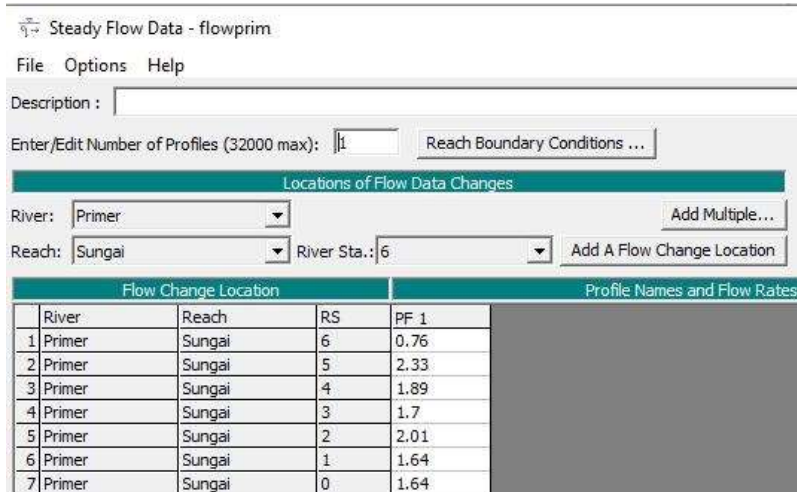 Steady Flow Data - flowprim
File Options Help
Description :
Enter/Edit Number of Profiles (32000 max): 1 Reach Boundary Conditions ...
Locations of Flow Data Changes
River: Primer Add Multiple...
Reach: Sungai River Sta.: 6 Add A Flow Change Location
Flow Change Location Profile Names and Flow Rates
River Reach RS PF 1
1 Primer Sungai 6 0.76
2 Primer Sungai 5 2.33
3 Primer Sungai 4 1.89
4 Primer Sungai 3 1.7
5 Primer Sungai 2 2.01
6 Primer Sungai 1 1.64
7 Primer Sungai 0 1.64